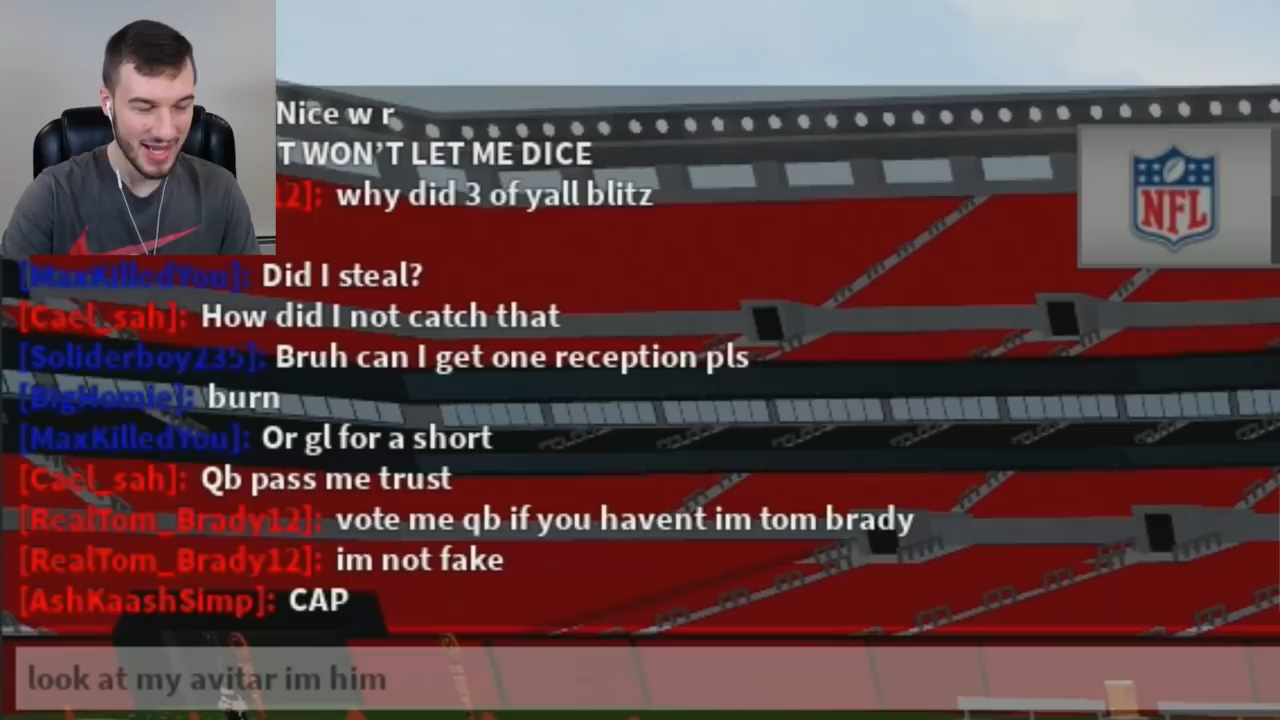 Nice w r
T WON'T LET ME DICE
12]: why did 3 of yall blitz
NFL
[MaxKilledYou]: Did I steal?
[Cael_sah]: How did I not catch that
[Soliderboy235]: Bruh can I get one reception pls
[BigHomie]: burn
[MaxKilledYou]: Or gl for a short
[Cael_sah]: Qb pass me trust
[RealTom_Brady12]: vote me qb if you havent im tom brady
[RealTom_Brady12]: im not fake
[AshKaashSimp]: CAP
look at my avitar im him